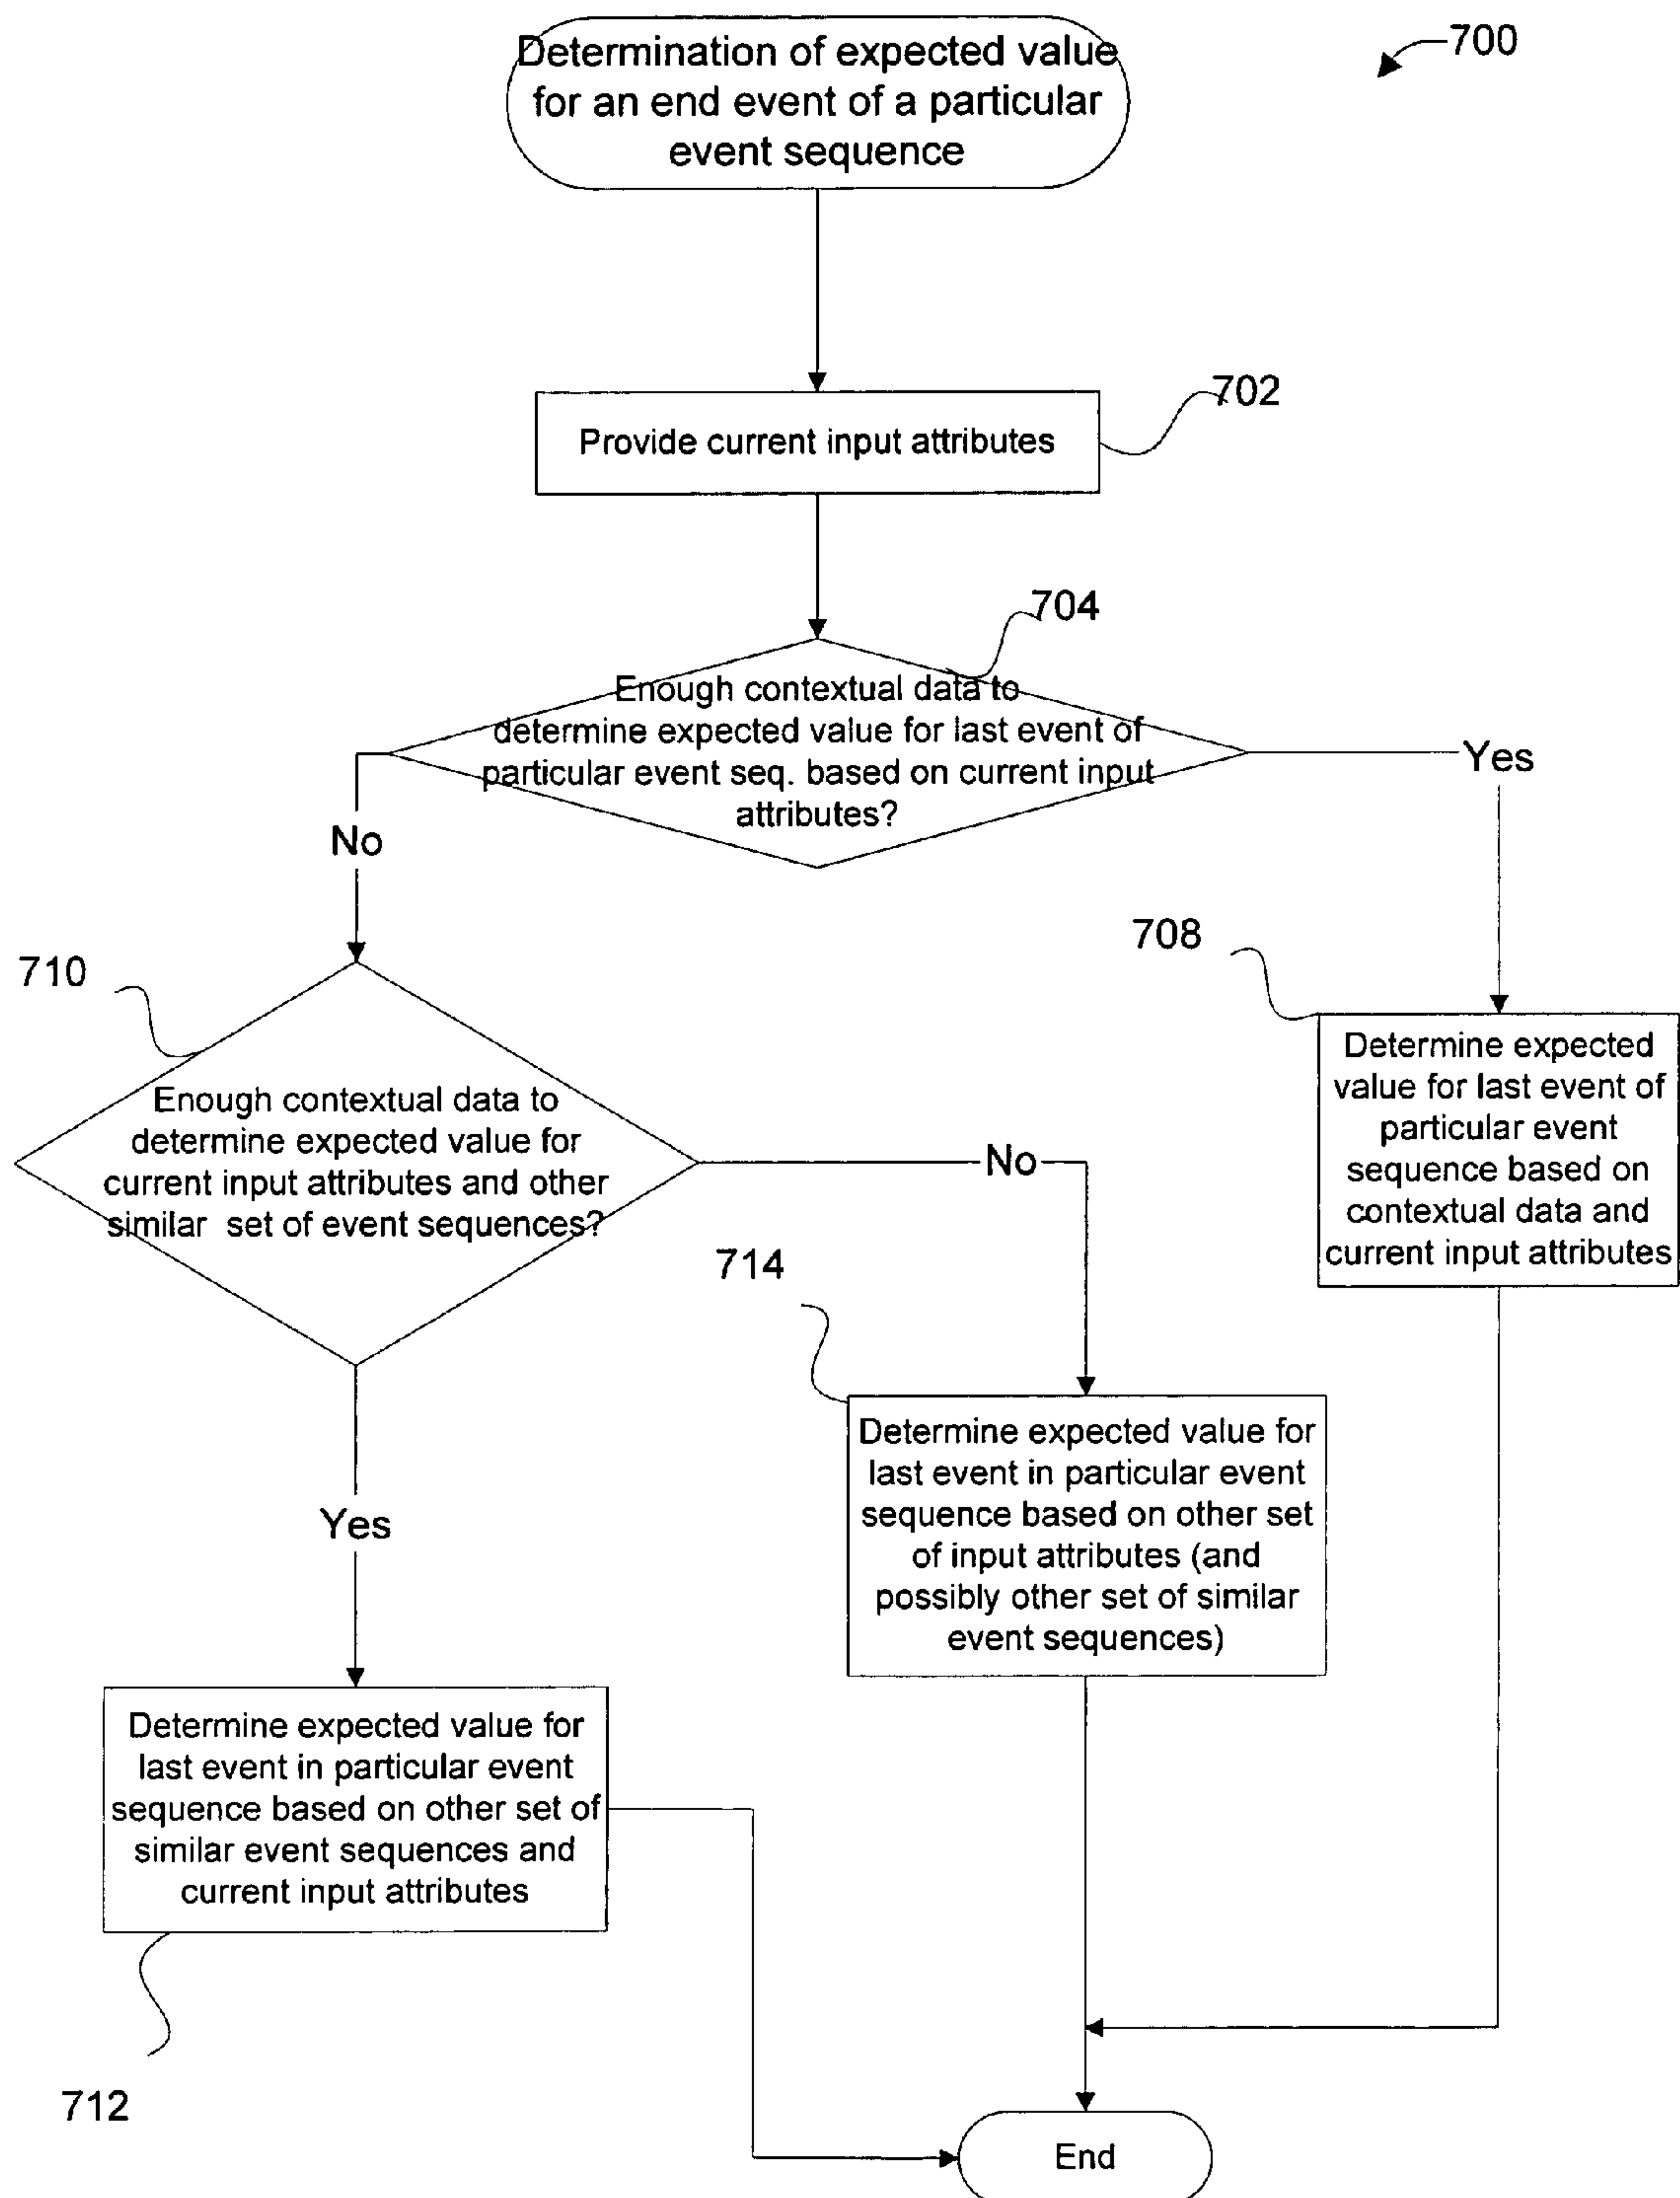 Determination of expected value
for an end event of a particular
event sequence
700
702
Provide current input attributes
704
Enough contextual data to
determine expected value for last event of
particular event seq. based on current input
attributes?
Yes
No
708
710
Determine expected
value for last event of
particular event
sequence based on
contextual data and
current input attributes
Enough contextual data to
determine expected value for
current input attributes and other
similar set of event sequences?
No
714
Determine expected value for
last event in particular event
sequence based on other set
of input attributes (and
possibly other set of similar
event sequences)
Yes
Determine expected value for
last event in particular event
sequence based on other set of
similar event sequences and
current input attributes
712
End